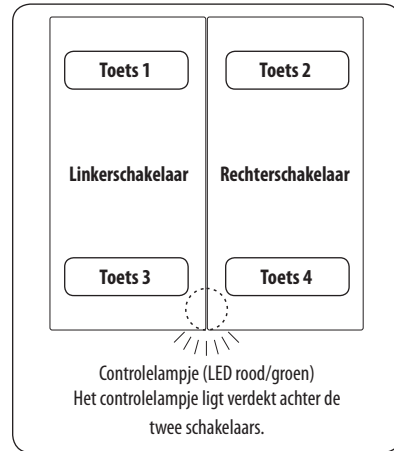 Toets 1
Toets 2
Linkerschakelaar
Rechterschakelaar
Toets 3
Toets 4
Controlelampje (LED rood/groen)
Het controlelampje ligt verdekt achter de
twee schakelaars.